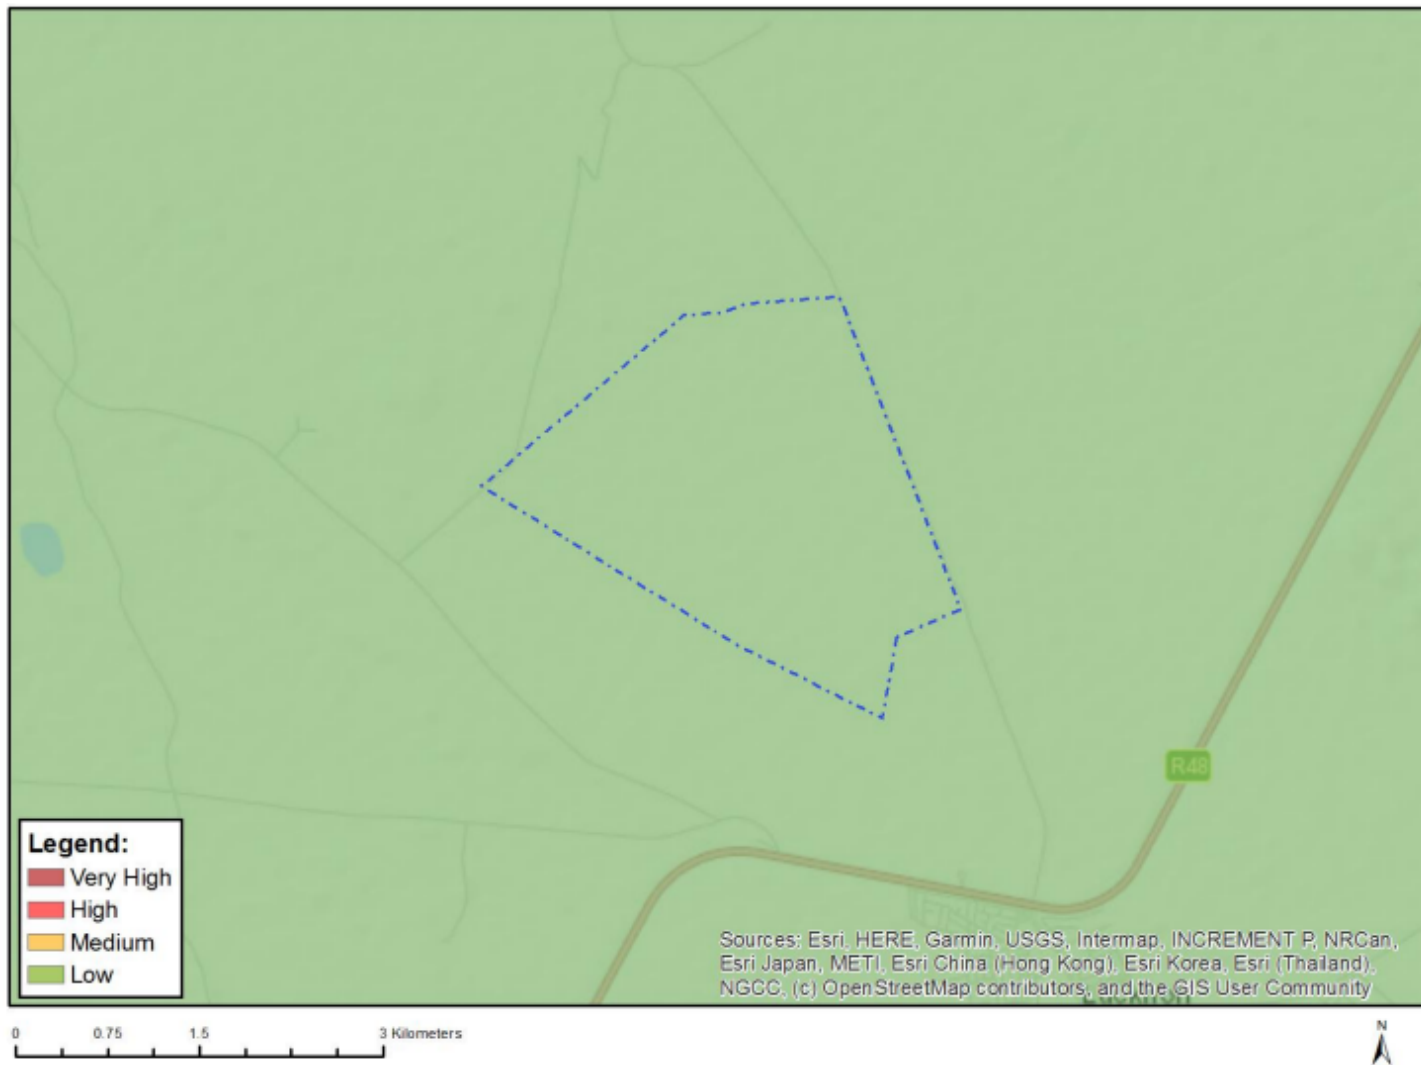 R48
Legend:
Very High
High
Medium
Low
Sources: Esri, HERE, Garmin, USGS, Intermap, INCREMENT P, NRCan,
Esri Japan, METI, Esri China (Hong Kong), Esri Korea, Esri (Thailand),
NGCC, (c) OpenStreetMap contributors, and the GIS User Community
0 0.75 1.5 3 Kilometers
N